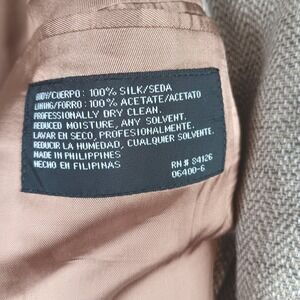 BODY/CUERPO: 100% SILK/SEDA
LINING/FORRO: 100% ACETATE/ACETATO
PROFESSIONALLY DRY CLEAN.
REDUCED MOISTURE, ANY SOLVENT.
LAVAR EN SECO, PROFESIONALMENTE.
REDUCIR LA HUMEDAD, CUALQUIER SOLVENTE.
MADE IN PHILIPPINES
HECHO EN FILIPINAS
RN# 84126
06400-6